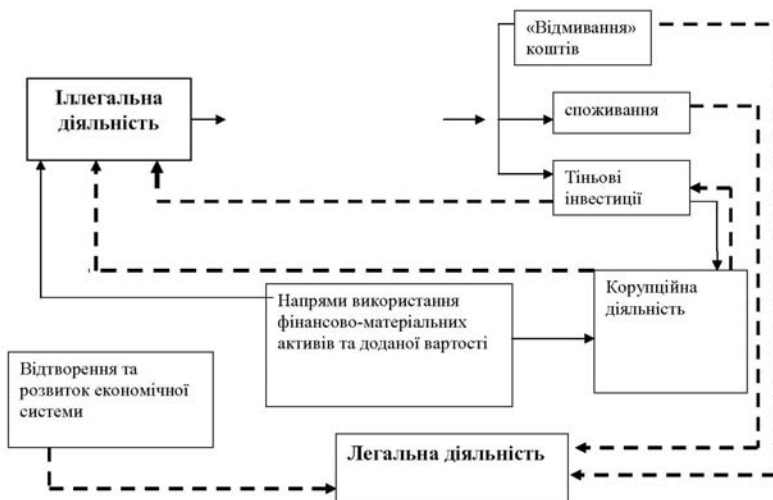 «Відмивання»
коштів
Іллегальна
діяльність
споживання
Тіньові
інвестиції
Корупційна
діяльність
Напрями використання
фінансово-матеріальних
активів та доданої вартості
Відтворення та
розвиток економічної
системи
Легальна діяльність